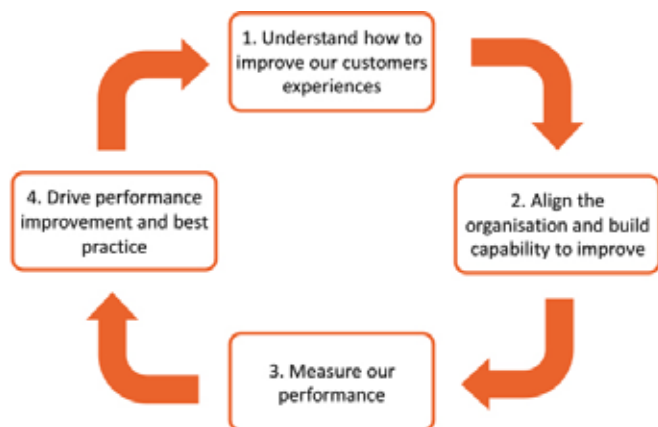 1. Understand how to
improve our customers
experiences
2. Align the
organisation and build
capability to improve
3. Measure our
performance
4. Drive performance
improvement and best
practice